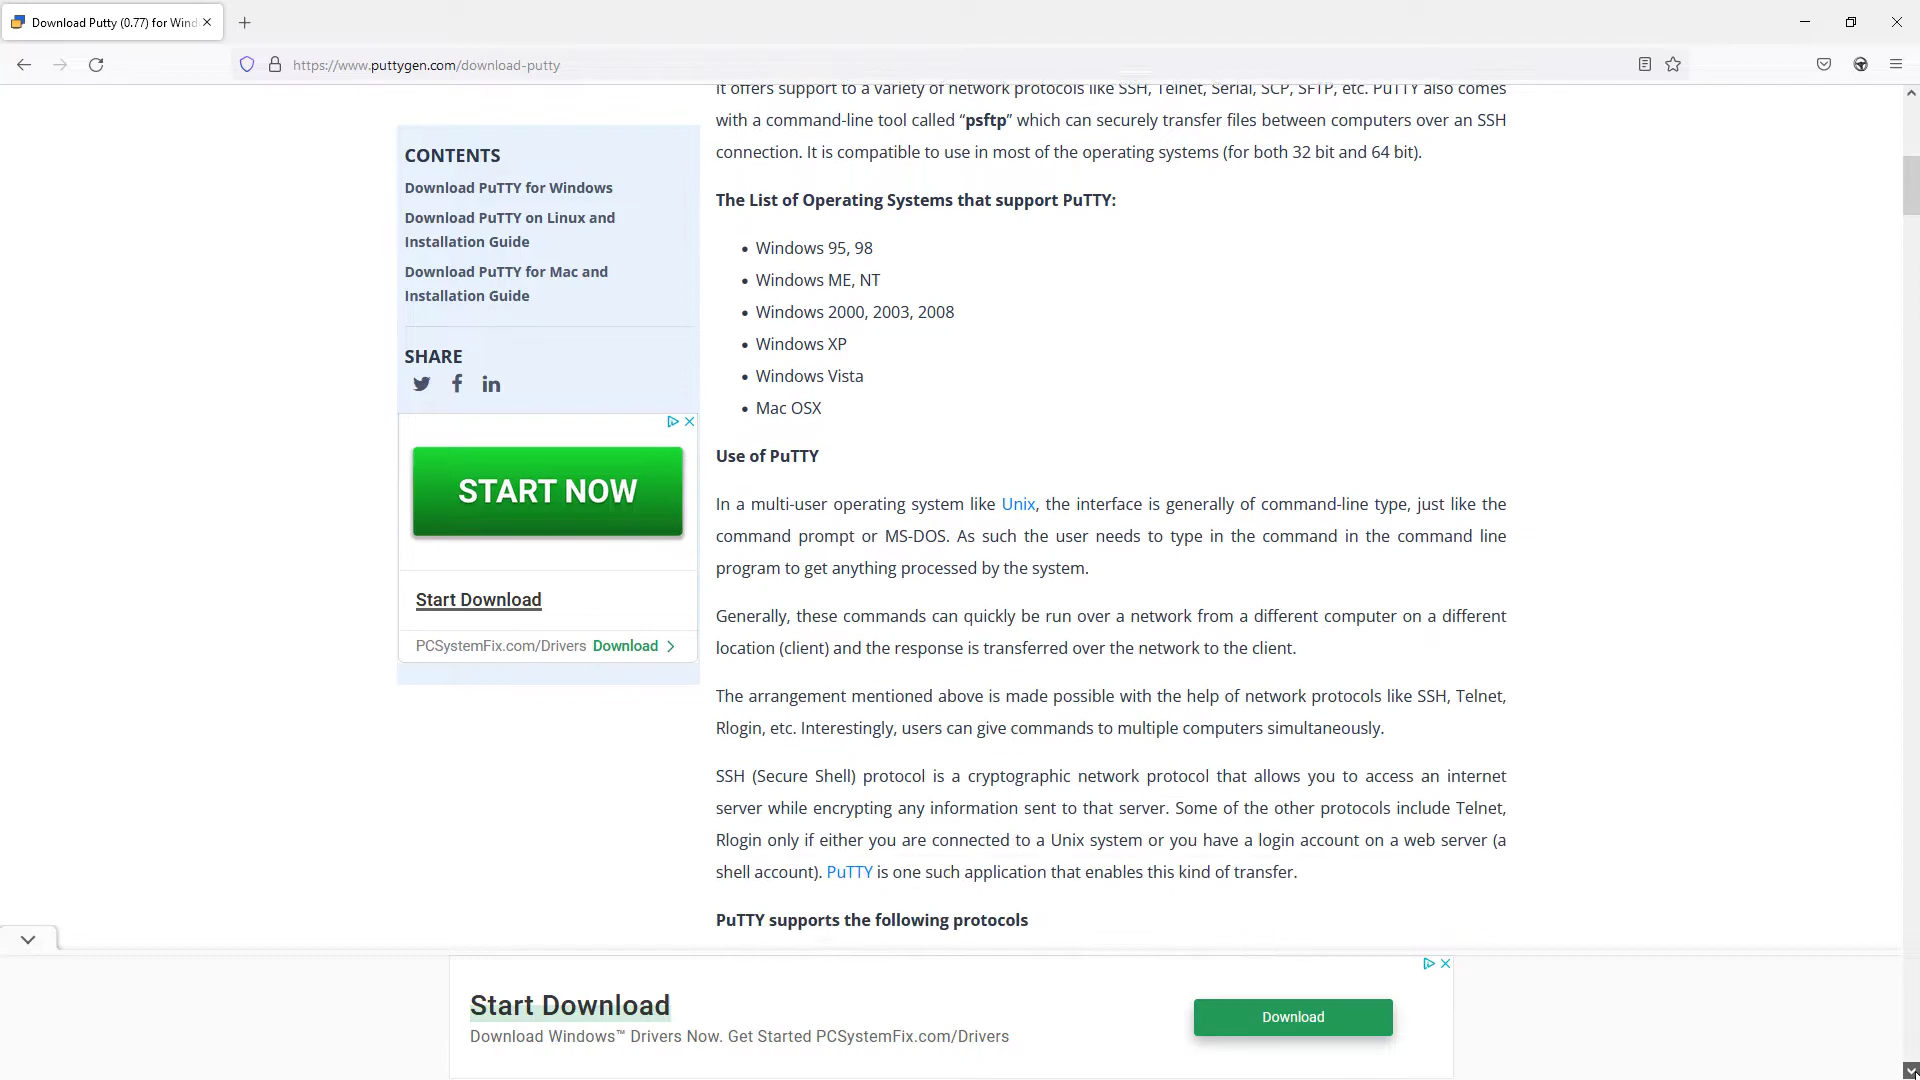 Download Putty (0.77) for Wind
https://www.puttygen.com/download-putty
It offers support to a variety of network protocols like SSH, Telnet, Serial, SCP, SFTP, etc. PuTTY also comes
with a command-line tool called “psftp” which can securely transfer files between computers over an SSH
connection. It is compatible to use in most of the operating systems (for both 32 bit and 64 bit).
CONTENTS
Download PuTTY for Windows
Download PuTTY on Linux and
Installation Guide
Download PuTTY for Mac and
Installation Guide
SHARE
START NOW
Start Download
PCSystemFix.com/Drivers Download
The List of Operating Systems that support PuTTY:
Windows 95, 98
Windows ME, NT
Windows 2000, 2003, 2008
Windows XP
Windows Vista
Mac OSX
Use of PuTTY
In a multi-user operating system like Unix, the interface is generally of command-line type, just like the
command prompt or MS-DOS. As such the user needs to type in the command in the command line
program to get anything processed by the system.
Generally, these commands can quickly be run over a network from a different computer on a different
location (client) and the response is transferred over the network to the client.
The arrangement mentioned above is made possible with the help of network protocols like SSH, Telnet,
Rlogin, etc. Interestingly, users can give commands to multiple computers simultaneously.
SSH (Secure Shell) protocol is a cryptographic network protocol that allows you to access an internet
server while encrypting any information sent to that server. Some of the other protocols include Telnet,
Rlogin only if either you are connected to a Unix system or you have a login account on a web server (a
shell account). PuTTY is one such application that enables this kind of transfer.
PuTTY supports the following protocols
Start Download
Download Windows™ Drivers Now. Get Started PCSystemFix.com/Drivers
Download